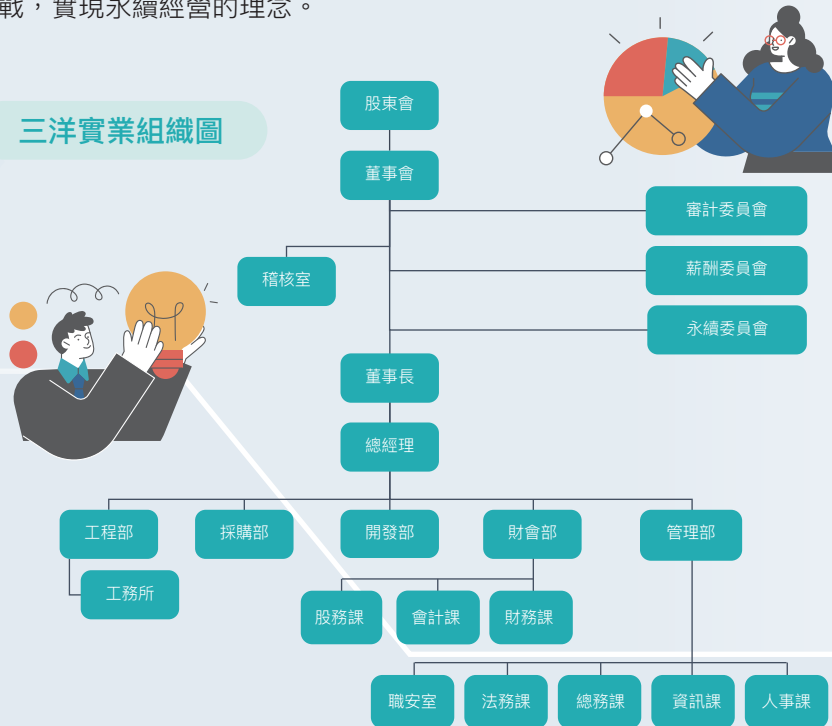 戰，實現永續經營的理念。
三洋實業組織圖
股東會
董事會
審計委員會
稽核室
薪酬委員會
永續委員會
董事長
總經理
工程部
採購部
開發部
財會部
管理部
工務所
股務課
會計課
財務課
職安室
法務課
總務課
資訊課
人事課